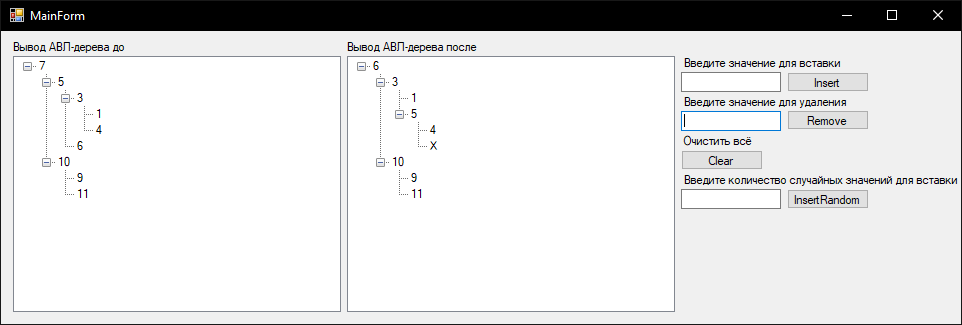 MainForm
Вывод АВЛ-дерева до
7
5
3
1
4
6
10
9
11
Вывод АВЛ-дерева после
6
3
1
5
4
X
10
9
11
Введите значение для вставки
Insert
Введите значение для удаления
Remove
Очистить всё
Clear
Введите количество случайных значений для вставки
InsertRandom